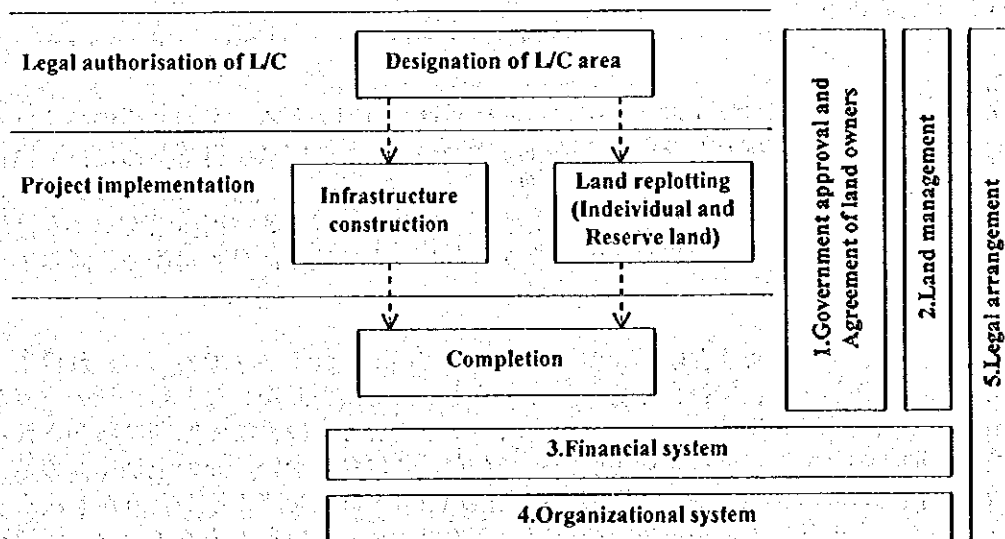 Legal authorisation of L/C
Designation of L/C area
Project implementation
Infrastructure
construction
Land replotting
(Indeividual and
Reserve land)
Completion
1.Government approval and
Agreement of land owners
2.Land management
5.Legal arrangement
3.Financial system
4.Organizational system